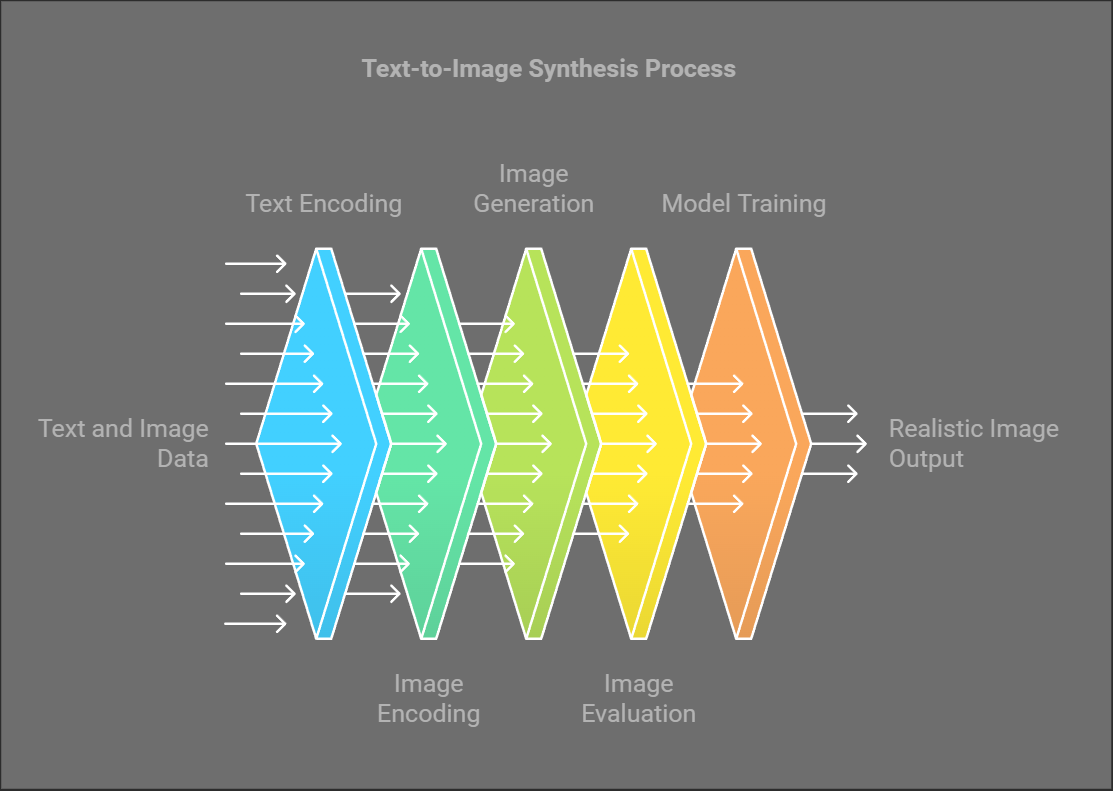 Text-to-Image Synthesis Process
Text Encoding
Image
Generation
Model Training
Text and Image
Data
Realistic Image
Output
Image
Encoding
Image
Evaluation